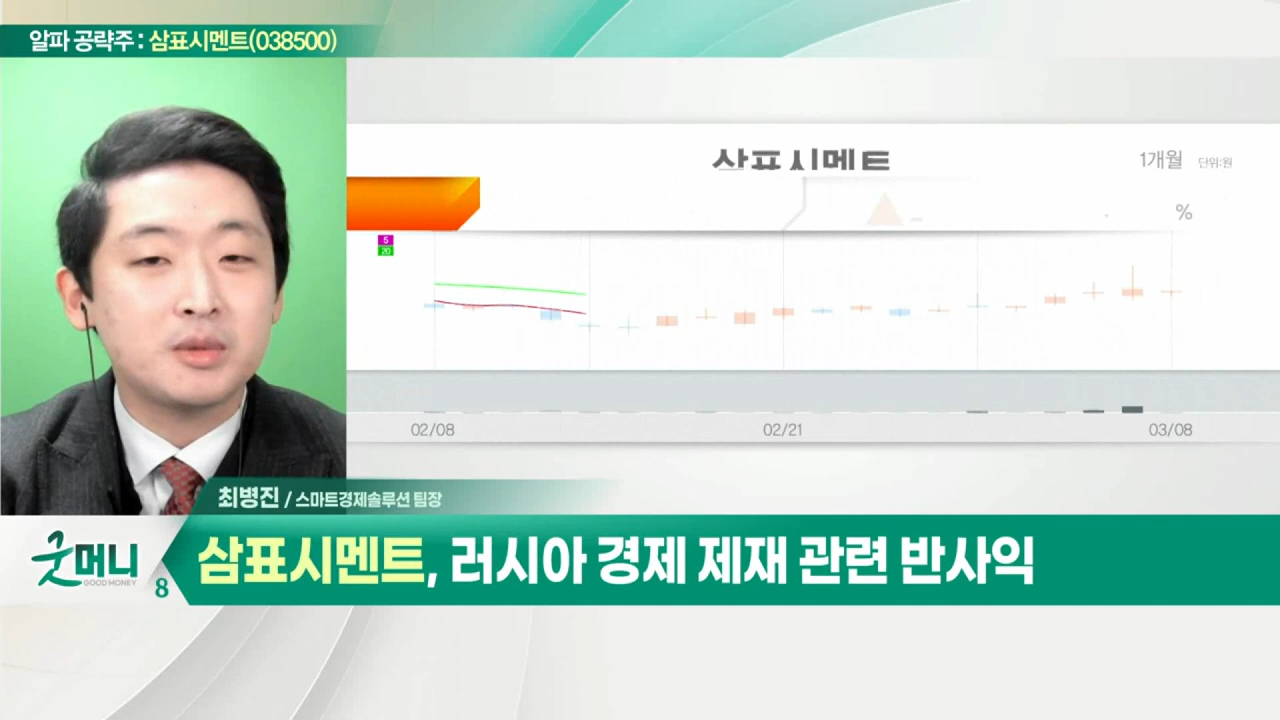 알파 공략주 : 삼표시멘트(038500)
삼표시멘트
1개월 단위:원
%
5
20
02/08 02/21 03/08
최병진 / 스마트경제솔루션 팀장
굿머니
GOOD MONEY
8
삼표시멘트, 러시아 경제 제재 관련 반사익